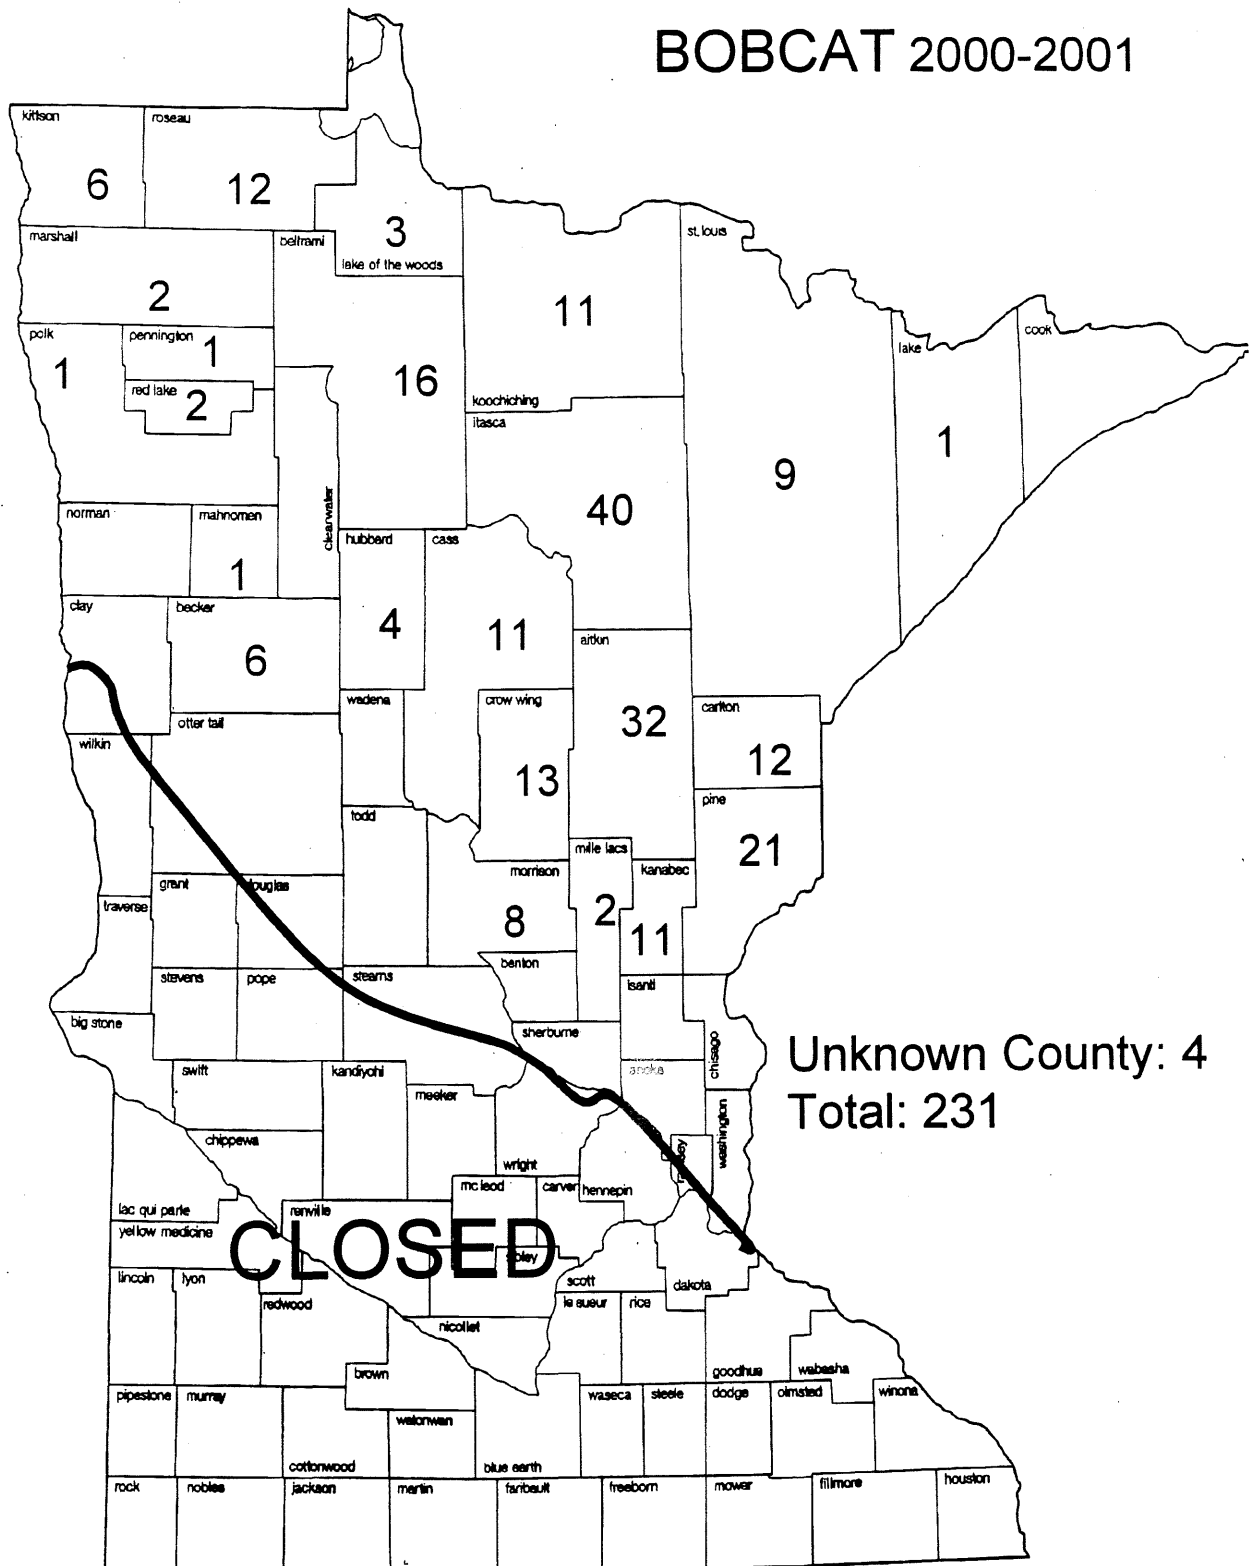 BOBCAT 2000-2001
kittson
roseau
6
12
3
lake of the woods
marshall
beltrami
st. louis
2
11
polk
pennington
1
1
red lake
2
16
koochiching
itasca
lake
cook
1
9
40
norman
mahnomen
clearwater
1
hubbard
cass
clay
becker
4
11
6
aitkin
wadena
crow wing
carlton
otter tail
32
wilkin
12
13
pine
todd
21
mille lacs
morrison
kanabec
grant
douglas
traverse
8
2
11
stevens
pope
stearns
benton
isanti
big stone
sherburne
chisago
Unknown County: 4
Total: 231
swift
kandiyohi
anoka
meeker
chippewa
washington
ramsey
wright
mc leod
carver
hennepin
lac qui parle
renville
yellow medicine
CLOSED
sibley
lincoln
lyon
scott
dakota
redwood
le sueur
rice
nicollet
brown
goodhue
wabasha
pipestone
murray
waseca
steele
dodge
olmsted
winona
watonwan
cottonwood
blue earth
rock
nobles
jackson
martin
faribault
freeborn
mower
fillmore
houston